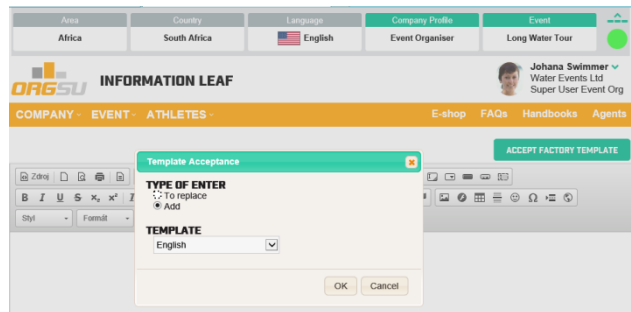 Area Country Language Company Profile Event
Africa South Africa English Event Organiser Long Water Tour
ORGSU INFORMATION LEAF
Johana Swimmer
Water Events Ltd
Super User Event Org
COMPANY EVENT ATHLETES E-shop FAQs Handbooks Agents
ACCEPT FACTORY TEMPLATE
Template Acceptance
Zdroj
B I U S x₂ x² I
Styl Formát
TYPE OF ENTER
To replace
Add
TEMPLATE
English
OK Cancel